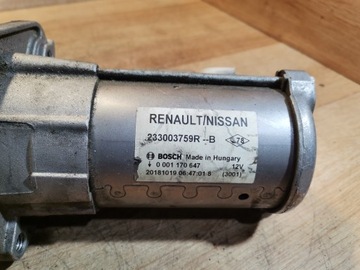 RENAULT/NISSAN
233003759R--B
BOSCH Made in Hungary
0 001 170 647 12V
20181019 06:47:01 8 (3001)